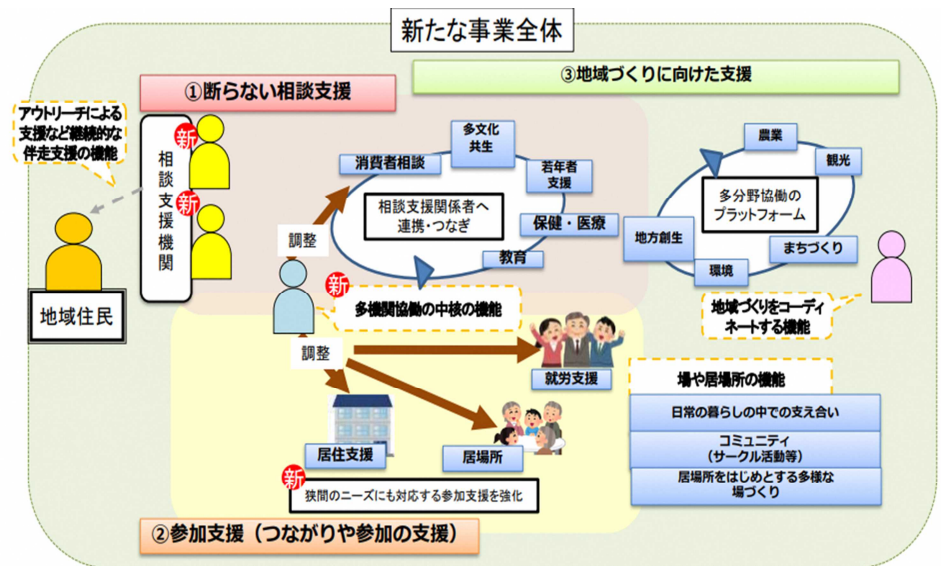 新たな事業全体
①断らない相談支援
③地域づくりに向けた支援
アウトリーチによる
支援など継続的な
伴走支援の機能
新
新
相談支援機関
地域住民
消費者相談
多文化
共生
若年者
支援
保健・医療
教育
相談支援関係者へ
連携・つなぎ
調整
新
多機関協働の中核の機能
農業
観光
まちづくり
環境
地方創生
多分野協働の
プラットフォーム
地域づくりをコーディ
ネートする機能
調整
就労支援
居住支援
居場所
新
狭間のニーズにも対応する参加支援を強化
②参加支援（つながりや参加の支援）
場や居場所の機能
日常の暮らしの中での支え合い
コミュニティ
（サークル活動等）
居場所をはじめとする多様な
場づくり